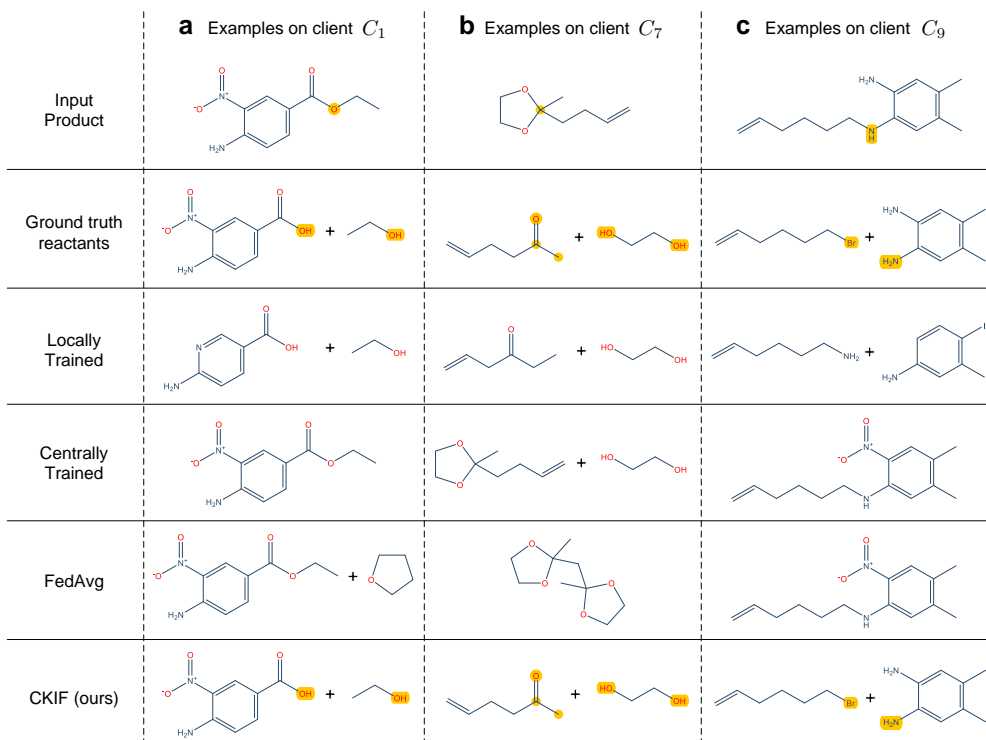 a Examples on client C1
b Examples on client C7
c Examples on client C9
Input
Product
O
N+
-O
H2N
O
O
O
O
H2N
NH
Ground truth
reactants
O
N+
-O
H2N
O
OH
+
OH
O
+
HO
OH
Br
+
H2N
H2N
Locally
Trained
N
H2N
O
OH
+
OH
O
+
HO
OH
NH2
+
H2N
Centrally
Trained
O
N+
-O
H2N
O
O
O
O
+
HO
OH
O
N+
-O
N
H
FedAvg
O
N+
-O
H2N
O
O
+
O
O
O
O
O
O
N+
-O
N
H
CKIF (ours)
O
N+
-O
H2N
O
OH
+
OH
O
+
HO
OH
Br
+
H2N
H2N